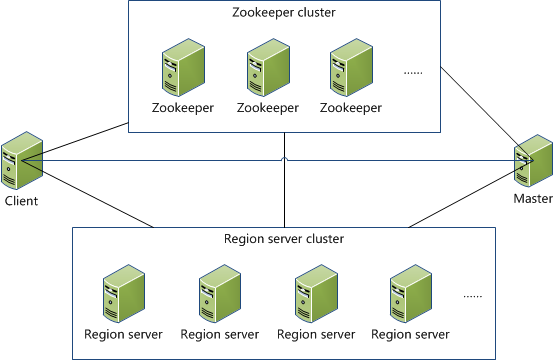 Zookeeper cluster
Zookeeper Zookeeper Zookeeper ......
Client
Master
Region server cluster
Region server Region server Region server Region server ......